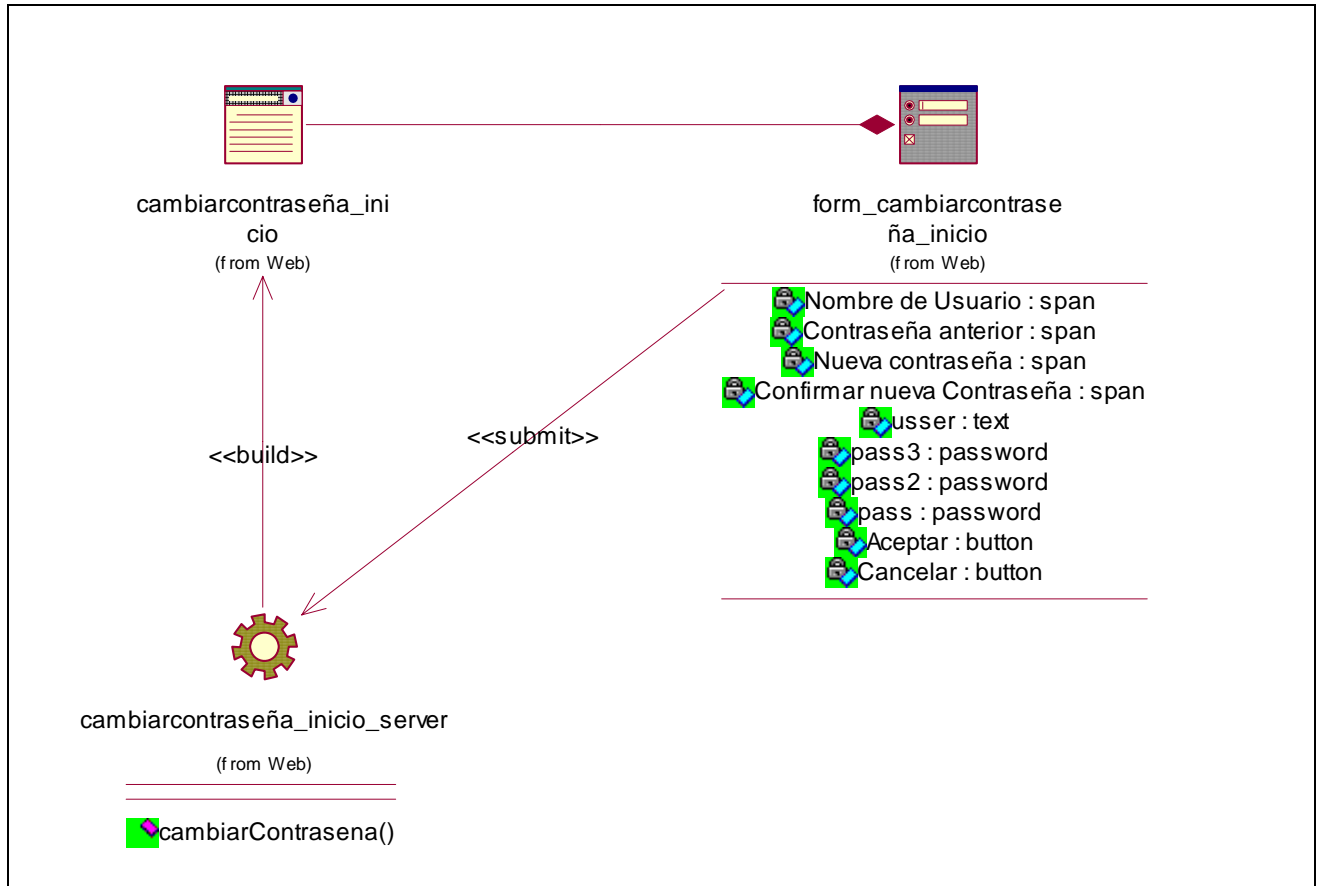 cambiarcontraseña_ini
cio
(from Web)
form_cambiarcontrase
ña_inicio
(from Web)
Nombre de Usuario : span
Contraseña anterior : span
Nueva contraseña : span
Confirmar nueva Contraseña : span
usser : text
pass3 : password
pass2 : password
pass : password
Aceptar : button
Cancelar : button
<<build>>
<<submit>>
cambiarcontraseña_inicio_server
(from Web)
cambiarContrasena()